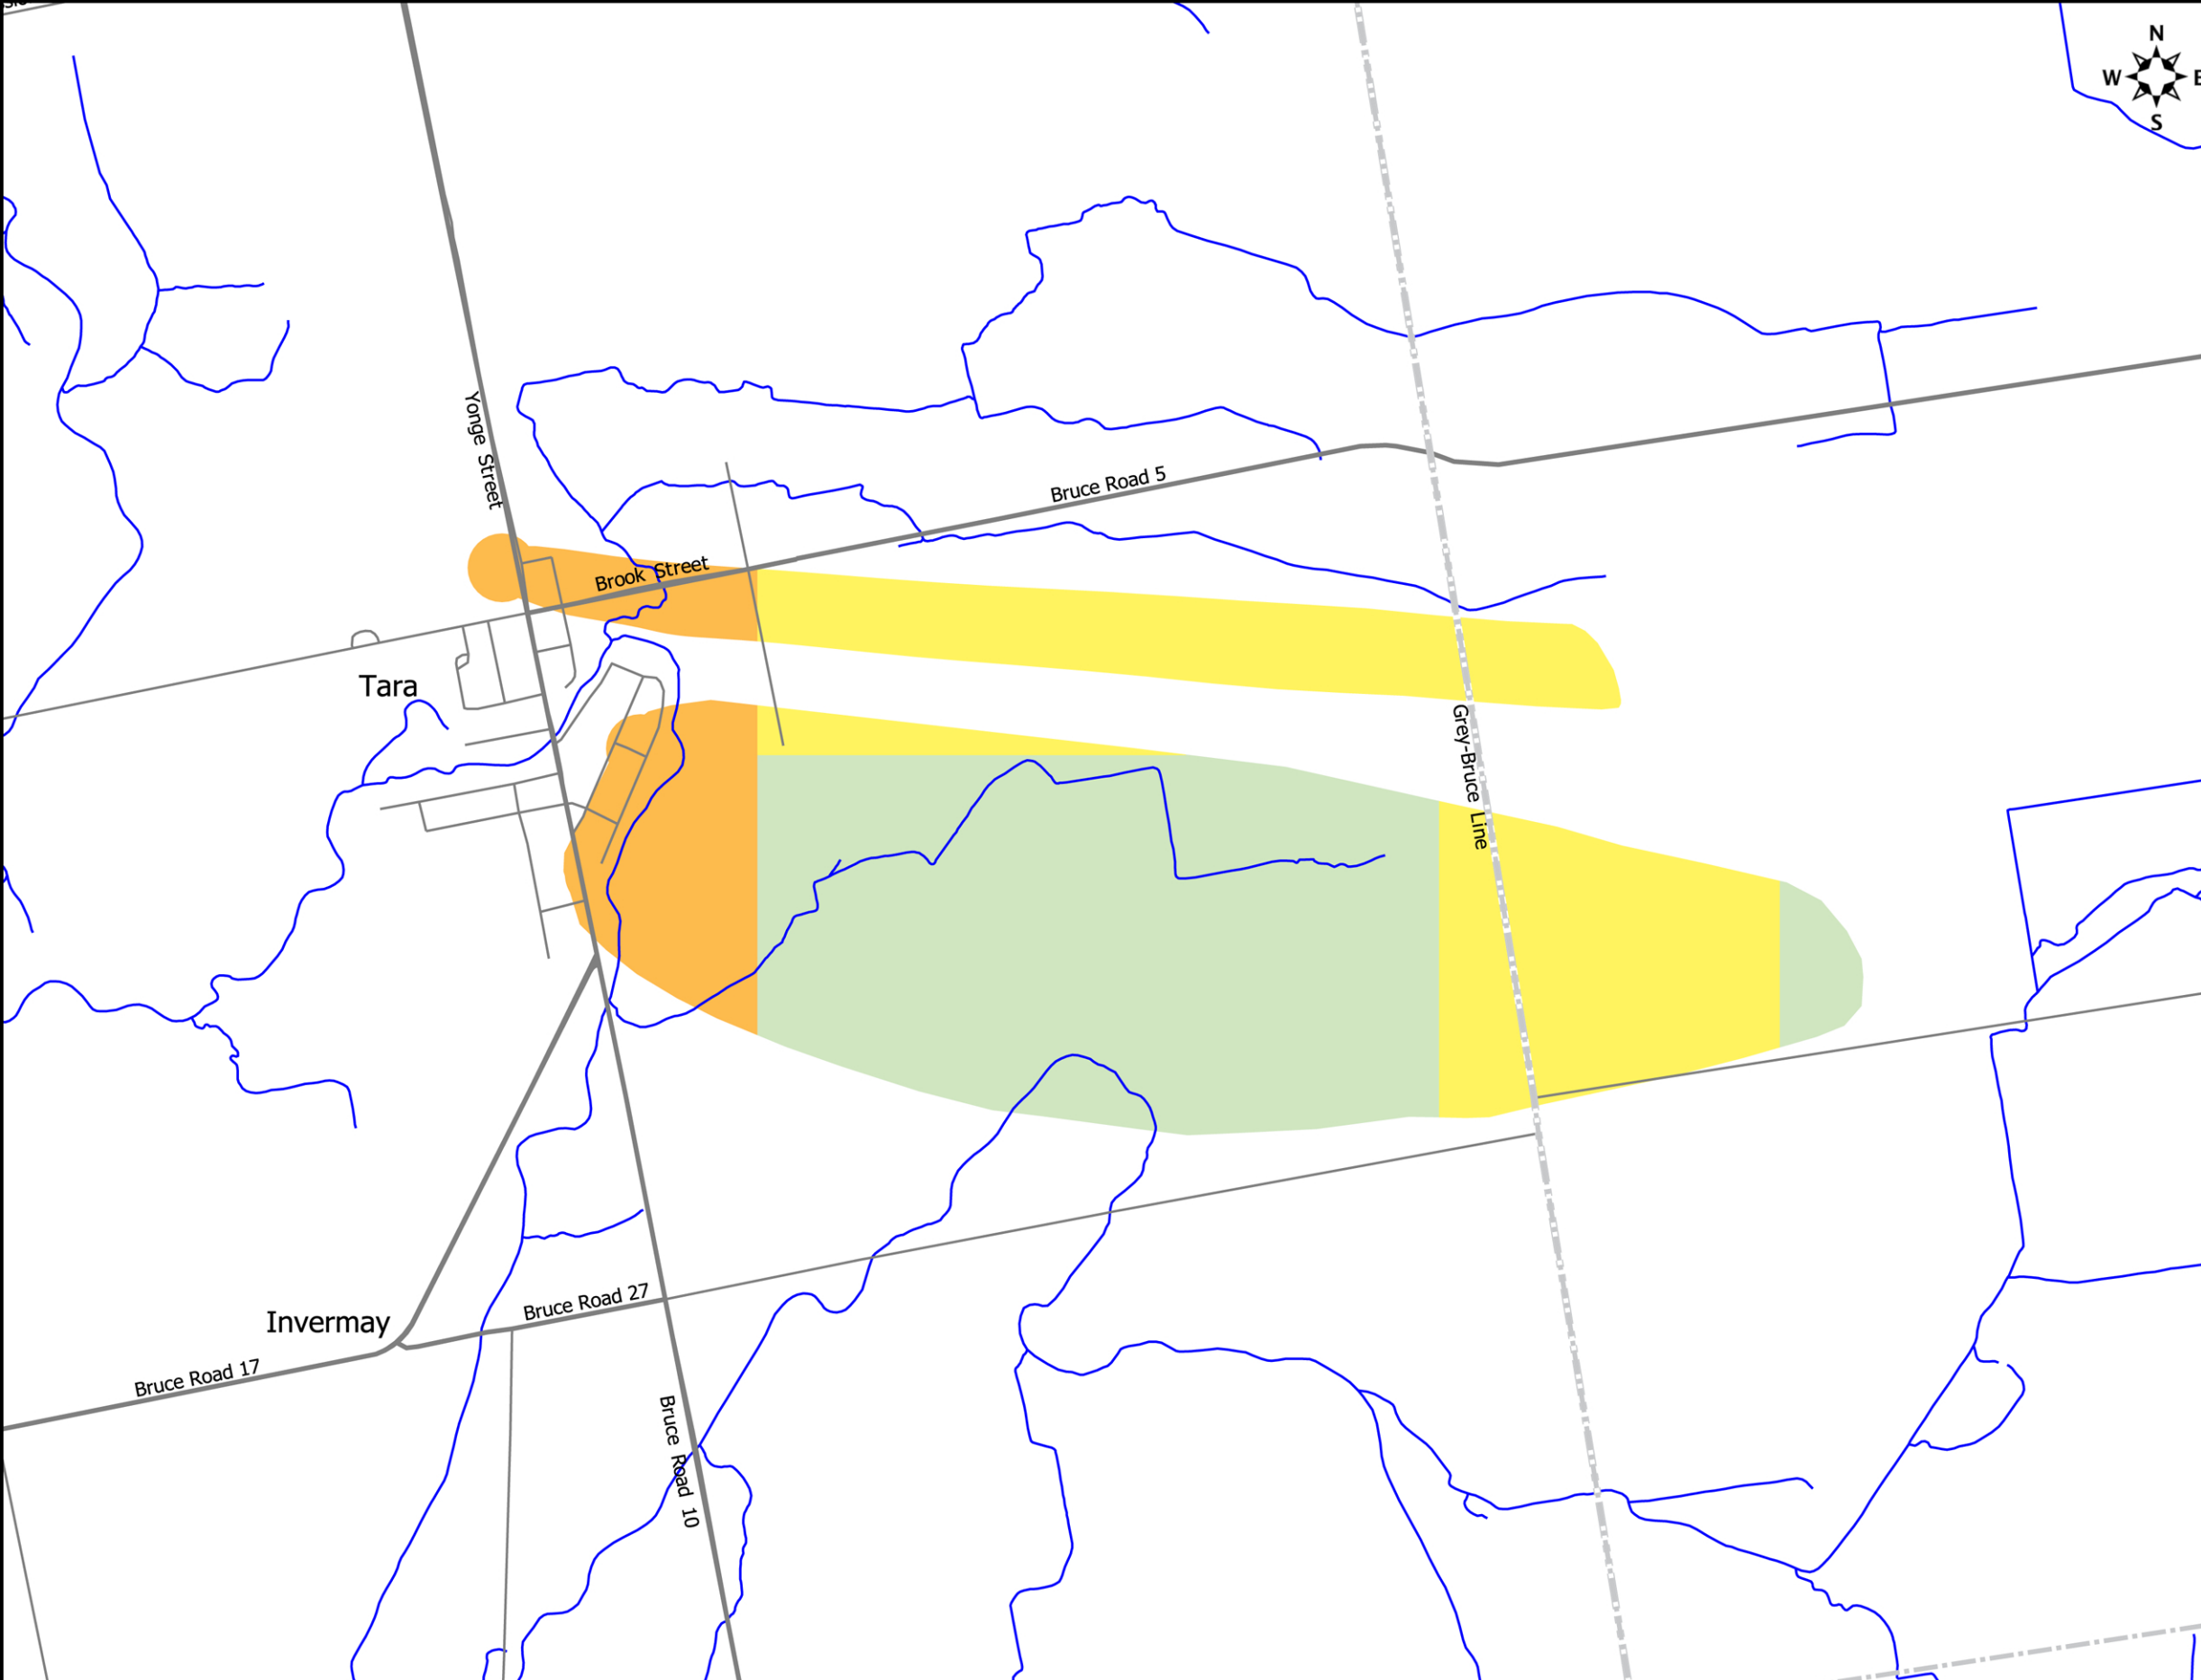 N
W
E
S
Yonge Street
Bruce Road 5
Brook Street
Tara
Grey-Bruce Line
Invermay
Bruce Road 27
Bruce Road 17
Bruce Road 10